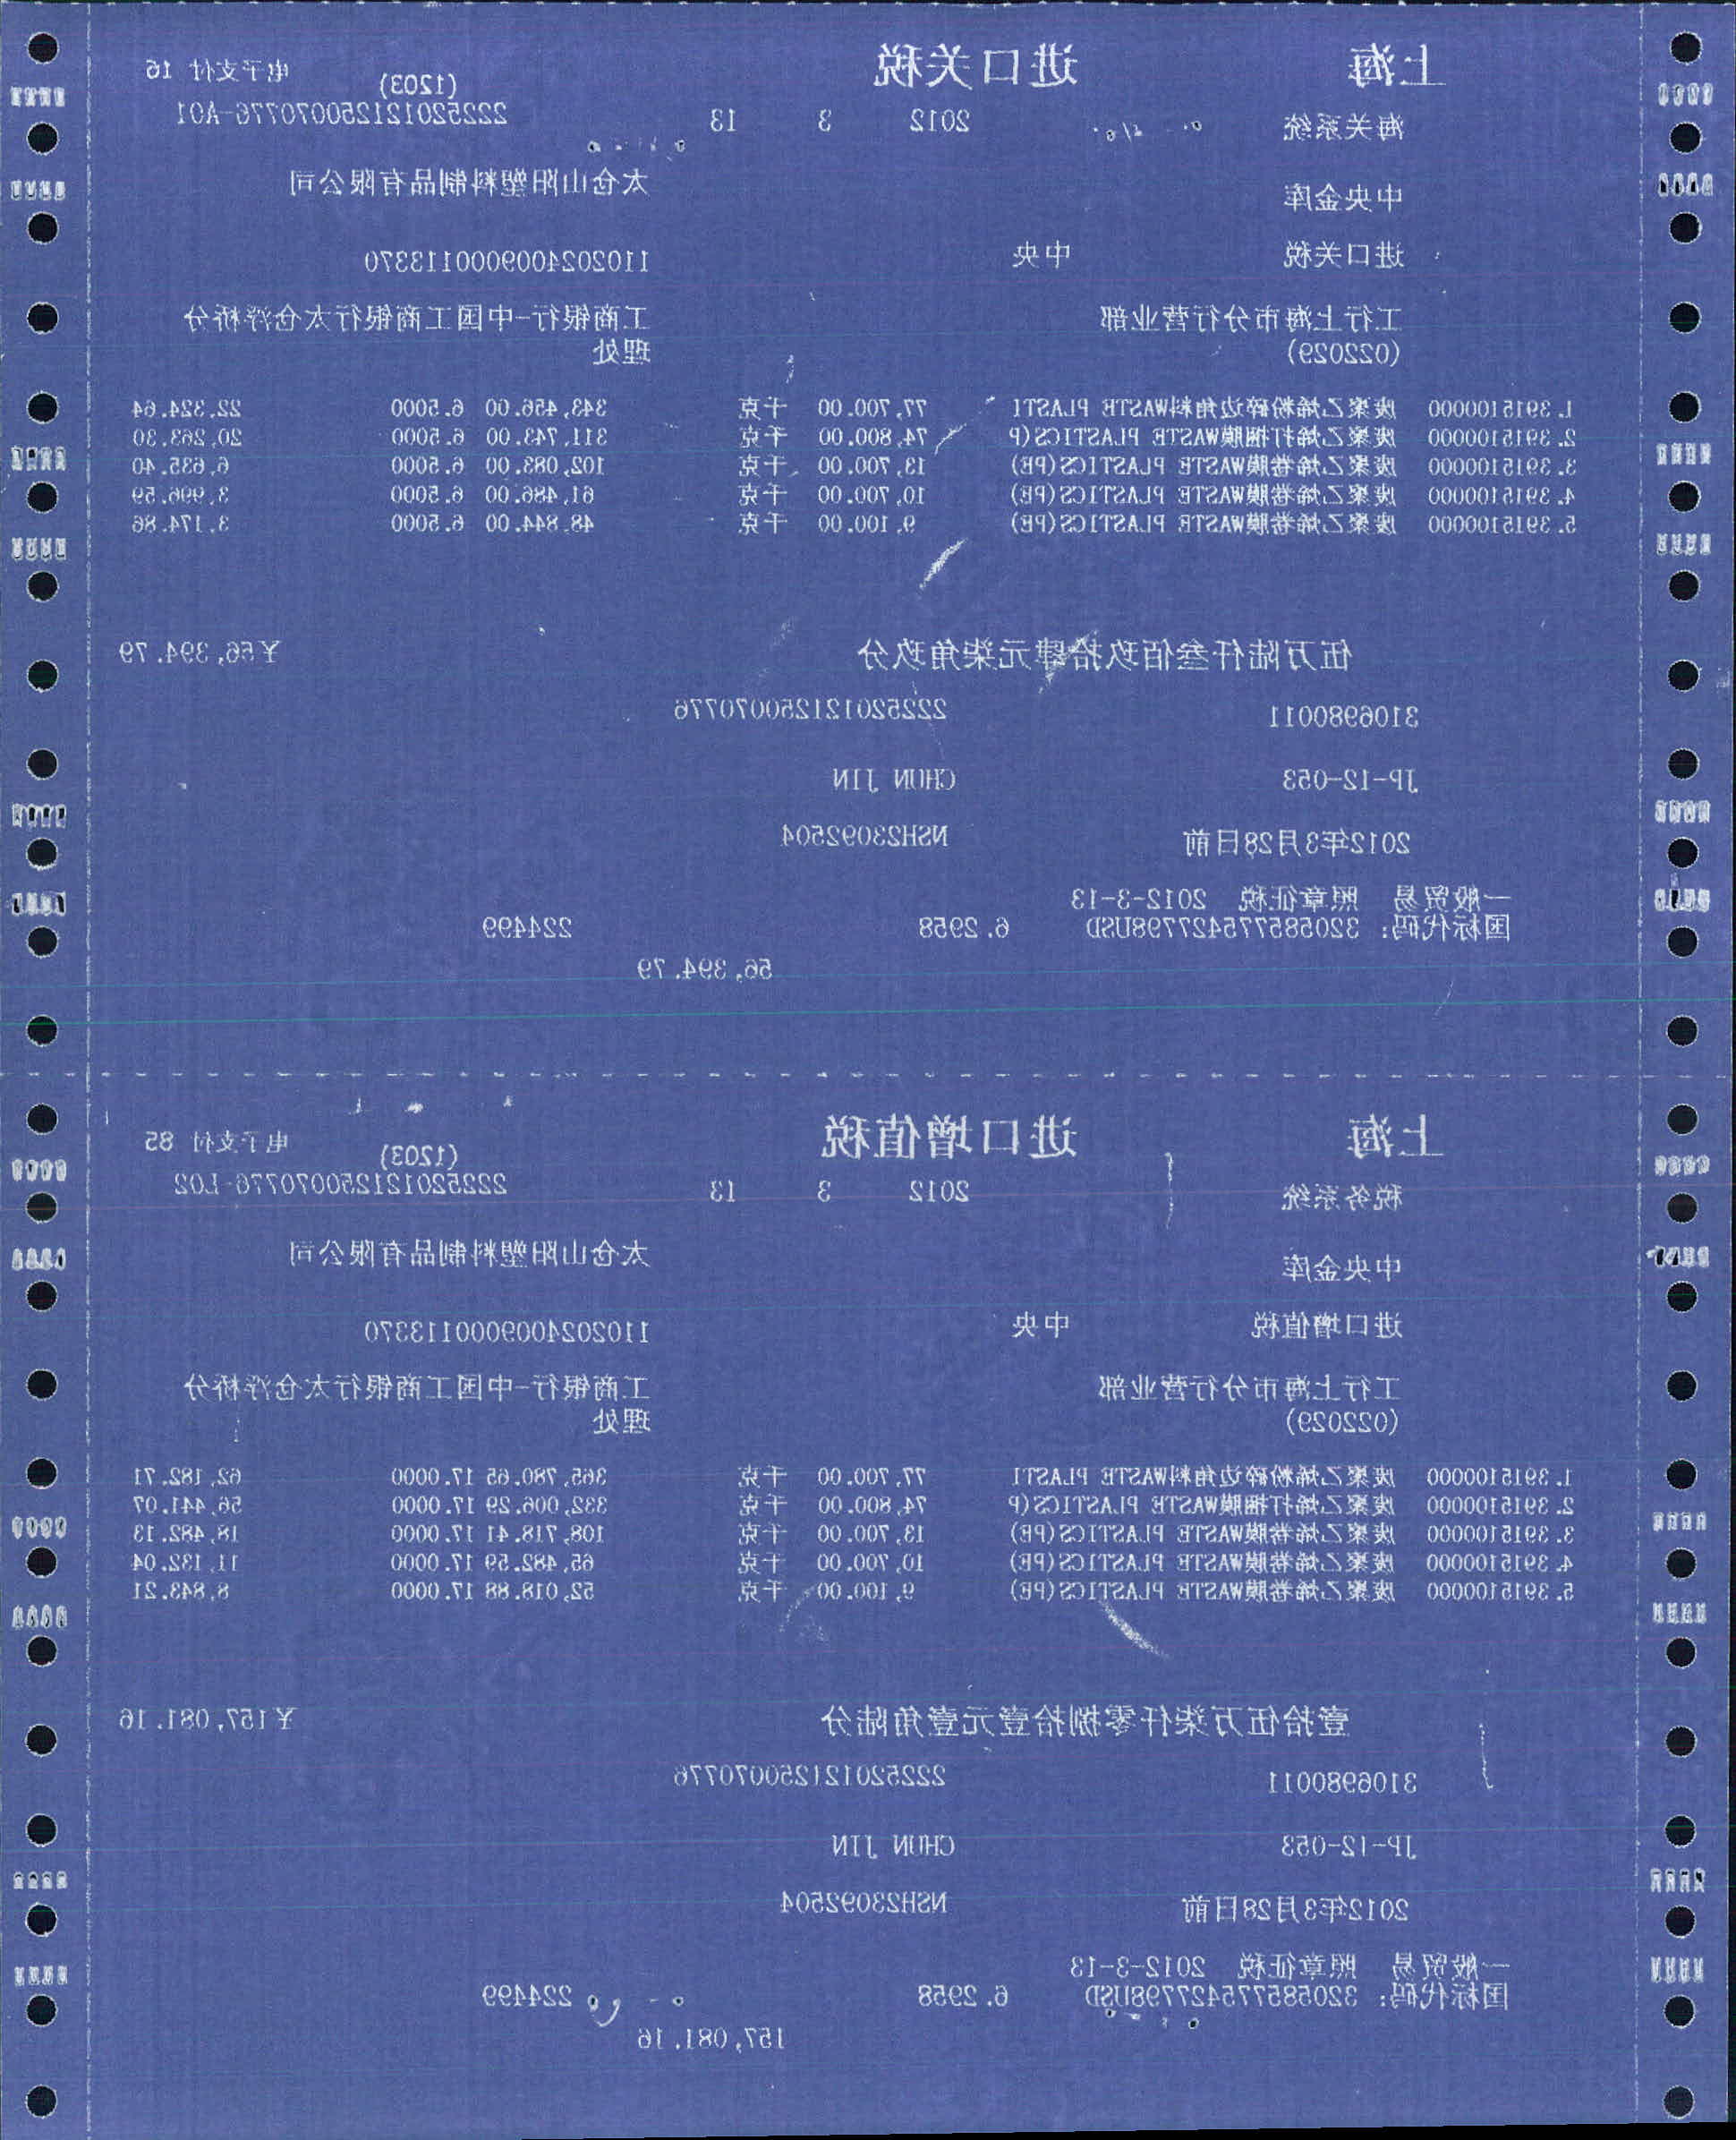 上海 进口关税 (1203) 电子支付 16
海关系统 2012 3 13 222520121250070776-A01
中央金库 太仓山阳塑料制品有限公司
进口关税 中央 1102024009000113370
工行上海市分行营业部 工商银行-中国工商银行太仓浮桥分
(022029) 理处
1. 3915100000 废聚乙烯粉碎边角料WASTE PLASTI 77,700.00 千克 343,456.00 6.5000 22,324.64
2. 3915100000 废聚乙烯打捆膜WASTE PLASTICS(P 74,800.00 千克 311,743.00 6.5000 20,263.30
3. 3915100000 废聚乙烯卷膜WASTE PLASTICS(PE) 13,700.00 千克 102,083.00 6.5000 6,635.40
4. 3915100000 废聚乙烯卷膜WASTE PLASTICS(PE) 10,700.00 千克 61,486.00 6.5000 3,996.59
5. 3915100000 废聚乙烯卷膜WASTE PLASTICS(PE) 9,100.00 千克 48,844.00 6.5000 3,174.86
伍万陆仟叁佰玖拾肆元柒角玖分 ¥56,394.79
3106980011 222520121250070776
JP-12-053 CHUN JIN
2012年3月28日前 NSH23092504
一般贸易 照章征税 2012-3-13
国标代码: 320585775427798USD 6.2958 224499
56,394.79
上海 进口增值税 (1203) 电子支付 85
税务系统 2012 3 13 222520121250070776-L02
中央金库 太仓山阳塑料制品有限公司
进口增值税 中央 1102024009000113370
工行上海市分行营业部 工商银行-中国工商银行太仓浮桥分
(022029) 理处
1. 3915100000 废聚乙烯粉碎边角料WASTE PLASTI 77,700.00 千克 365,780.65 17.0000 62,182.71
2. 3915100000 废聚乙烯打捆膜WASTE PLASTICS(P 74,800.00 千克 332,006.29 17.0000 56,441.07
3. 3915100000 废聚乙烯卷膜WASTE PLASTICS(PE) 13,700.00 千克 108,718.41 17.0000 18,482.13
4. 3915100000 废聚乙烯卷膜WASTE PLASTICS(PE) 10,700.00 千克 65,482.59 17.0000 11,132.04
5. 3915100000 废聚乙烯卷膜WASTE PLASTICS(PE) 9,100.00 千克 52,018.88 17.0000 8,843.21
壹拾伍万柒仟零捌拾壹元壹角陆分 ¥157,081.16
3106980011 222520121250070776
JP-12-053 CHUN JIN
2012年3月28日前 NSH23092504
一般贸易 照章征税 2012-3-13
国标代码: 320585775427798USD 6.2958 224499
157,081.16